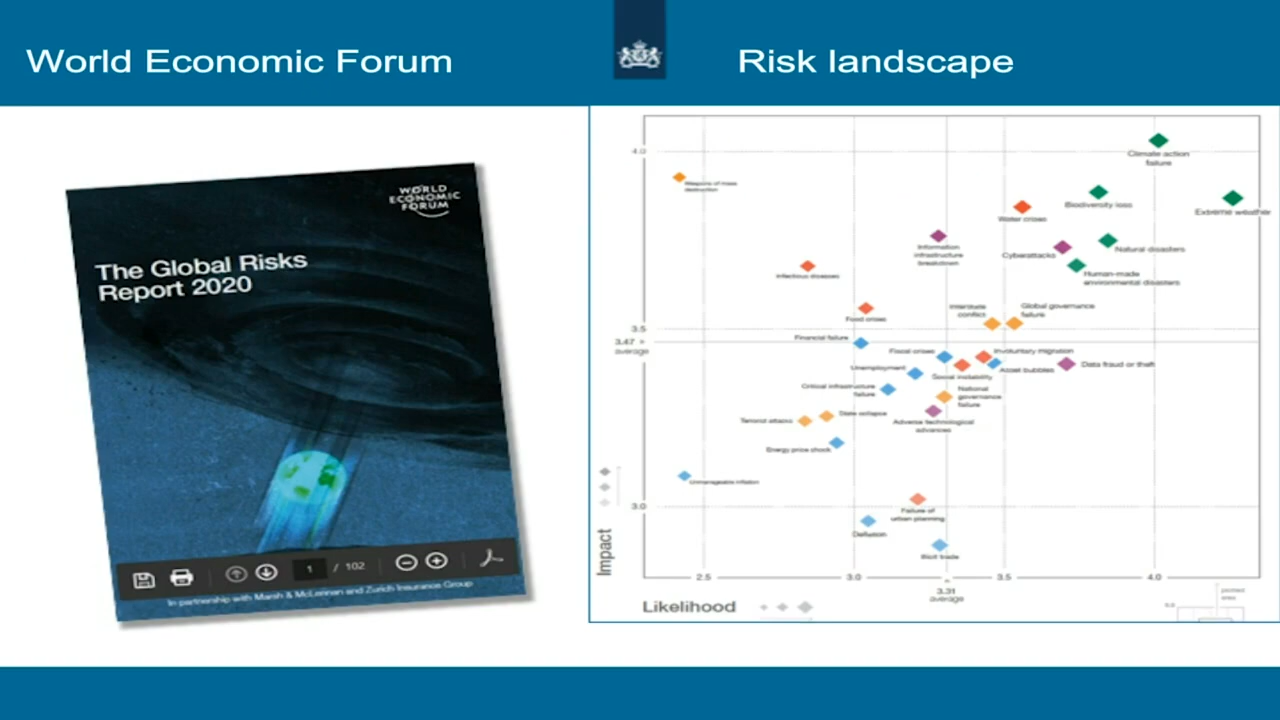 World Economic Forum
Risk landscape
WORLD
ECONOMIC
FORUM
The Global Risks
Report 2020
1 / 102
In partnership with Marsh & McLennan and Zurich Insurance Group
4.0
Climate action
failure
Weapons of mass
destruction
Biodiversity loss
Extreme weather
Water crises
Information
infrastructure
breakdown
Cyberattacks
Natural disasters
Infectious diseases
Human-made
environmental disasters
Interstate
conflict
Global governance
failure
Food crises
3.5
Financial failure
3.47
average
Fiscal crises
Involuntary migration
Unemployment
Asset bubbles
Data fraud or theft
Social instability
Critical infrastructure
failure
National
governance
failure
State collapse
Terrorist attacks
Adverse technological
advances
Energy price shock
Unmanageable inflation
3.0
Failure of
urban planning
Deflation
Illicit trade
Impact
2.5
3.0
3.5
4.0
3.31
average
Likelihood